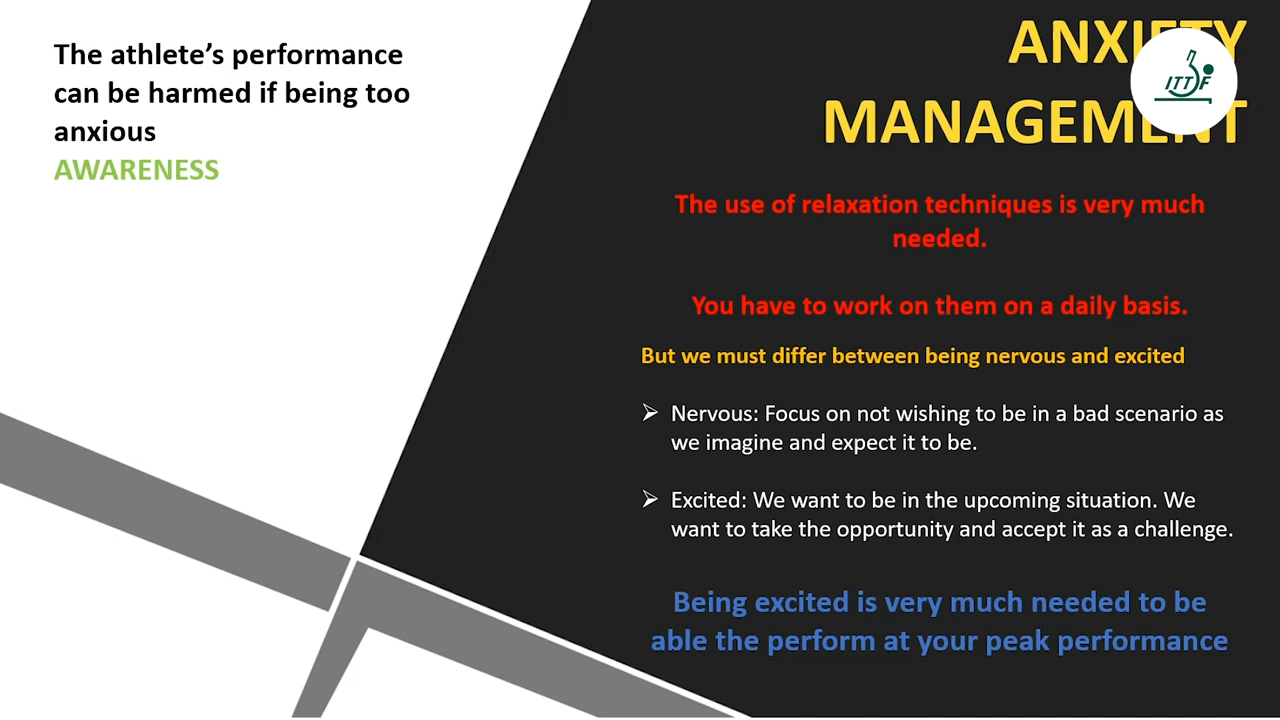 The athlete’s performance
can be harmed if being too
anxious
AWARENESS
ANXIETY
MANAGEMENT
ITTF
The use of relaxation techniques is very much
needed.
You have to work on them on a daily basis.
But we must differ between being nervous and excited
Nervous: Focus on not wishing to be in a bad scenario as
we imagine and expect it to be.
Excited: We want to be in the upcoming situation. We
want to take the opportunity and accept it as a challenge.
Being excited is very much needed to be
able the perform at your peak performance